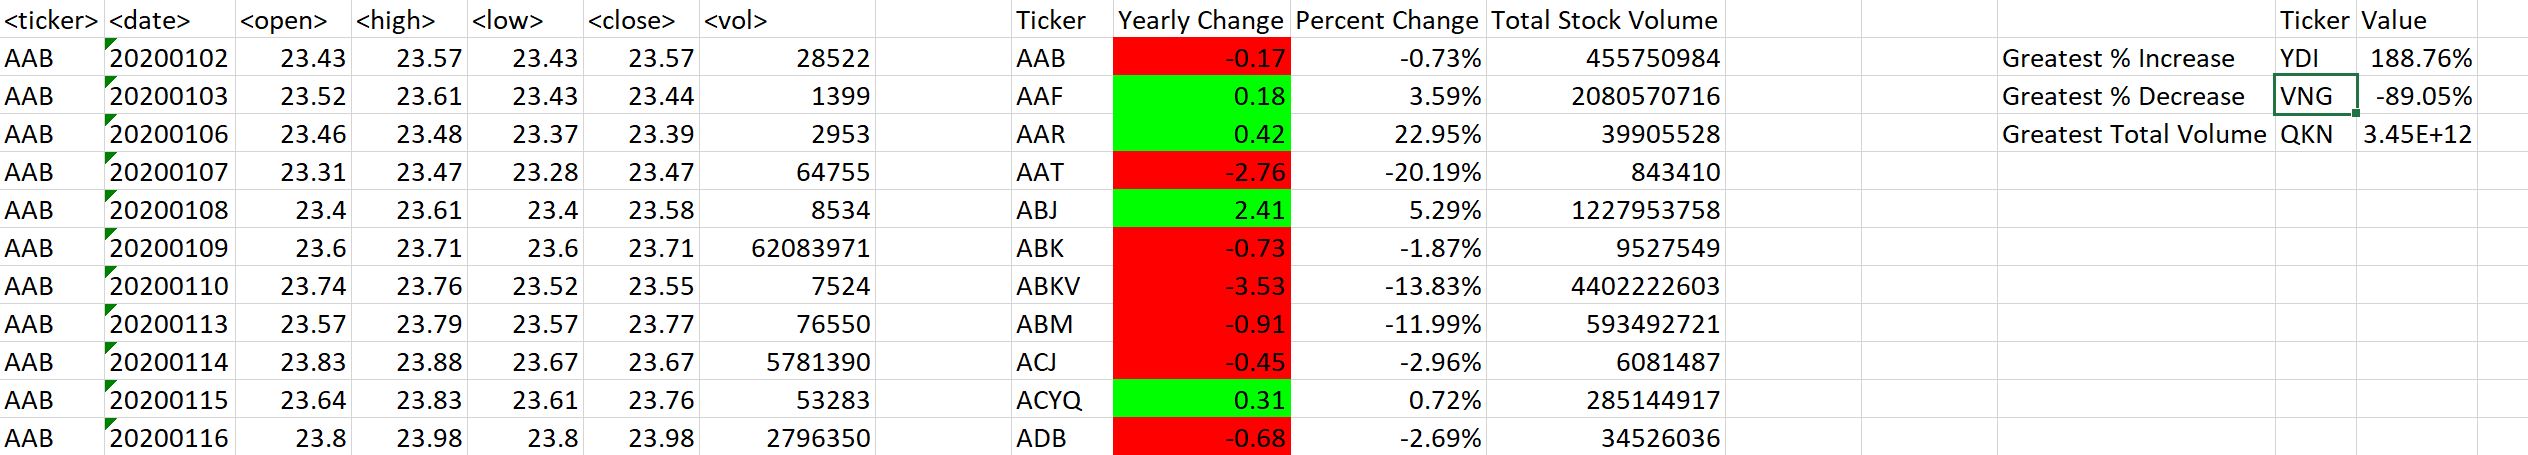 <ticker> <date> <open> <high> <low> <close> <vol> Ticker Yearly Change Percent Change Total Stock Volume Ticker Value
AAB 20200102 23.43 23.57 23.43 23.57 28522 AAB -0.17 -0.73% 455750984 Greatest % Increase YDI 188.76%
AAB 20200103 23.52 23.61 23.43 23.44 1399 AAF 0.18 3.59% 2080570716 Greatest % Decrease VNG -89.05%
AAB 20200106 23.46 23.48 23.37 23.39 2953 AAR 0.42 22.95% 39905528 Greatest Total Volume QKN 3.45E+12
AAB 20200107 23.31 23.47 23.28 23.47 64755 AAT -2.76 -20.19% 843410
AAB 20200108 23.4 23.61 23.4 23.58 8534 ABJ 2.41 5.29% 1227953758
AAB 20200109 23.6 23.71 23.6 23.71 62083971 ABK -0.73 -1.87% 9527549
AAB 20200110 23.74 23.76 23.52 23.55 7524 ABKV -3.53 -13.83% 4402222603
AAB 20200113 23.57 23.79 23.57 23.77 76550 ABM -0.91 -11.99% 593492721
AAB 20200114 23.83 23.88 23.67 23.67 5781390 ACJ -0.45 -2.96% 6081487
AAB 20200115 23.64 23.83 23.61 23.76 53283 ACYQ 0.31 0.72% 285144917
AAB 20200116 23.8 23.98 23.8 23.98 2796350 ADB -0.68 -2.69% 34526036